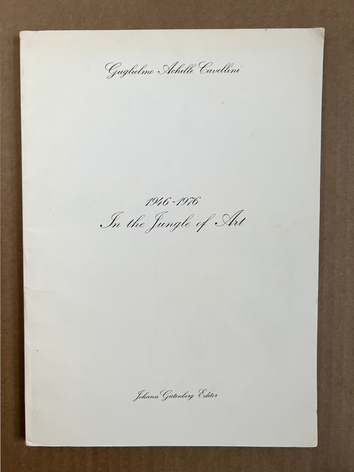 Guglielmo Achille Cavellini
1946-1976
In the Jungle of Art
Johann Gutenberg Editor